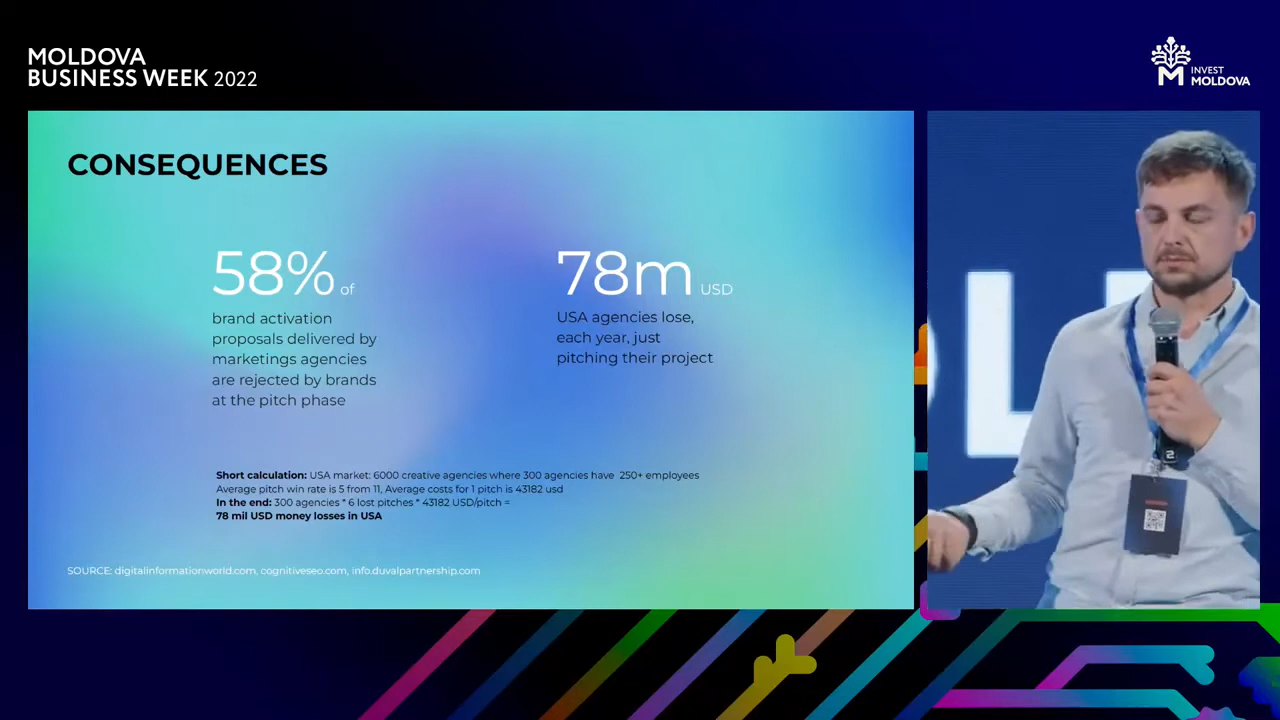 MOLDOVA
BUSINESS WEEK 2022
INVEST
MOLDOVA
CONSEQUENCES
58% of
brand activation
proposals delivered by
marketings agencies
are rejected by brands
at the pitch phase
78m USD
USA agencies lose,
each year, just
pitching their project
Short calculation: USA market: 6000 creative agencies where 300 agencies have 250+ employees
Average pitch win rate is 5 from 11, Average costs for 1 pitch is 43182 usd
In the end: 300 agencies * 6 lost pitches * 43182 USD/pitch =
78 mil USD money losses in USA
SOURCE: digitalinformationworld.com, cognitiveseo.com, info.duvalpartnership.com
2